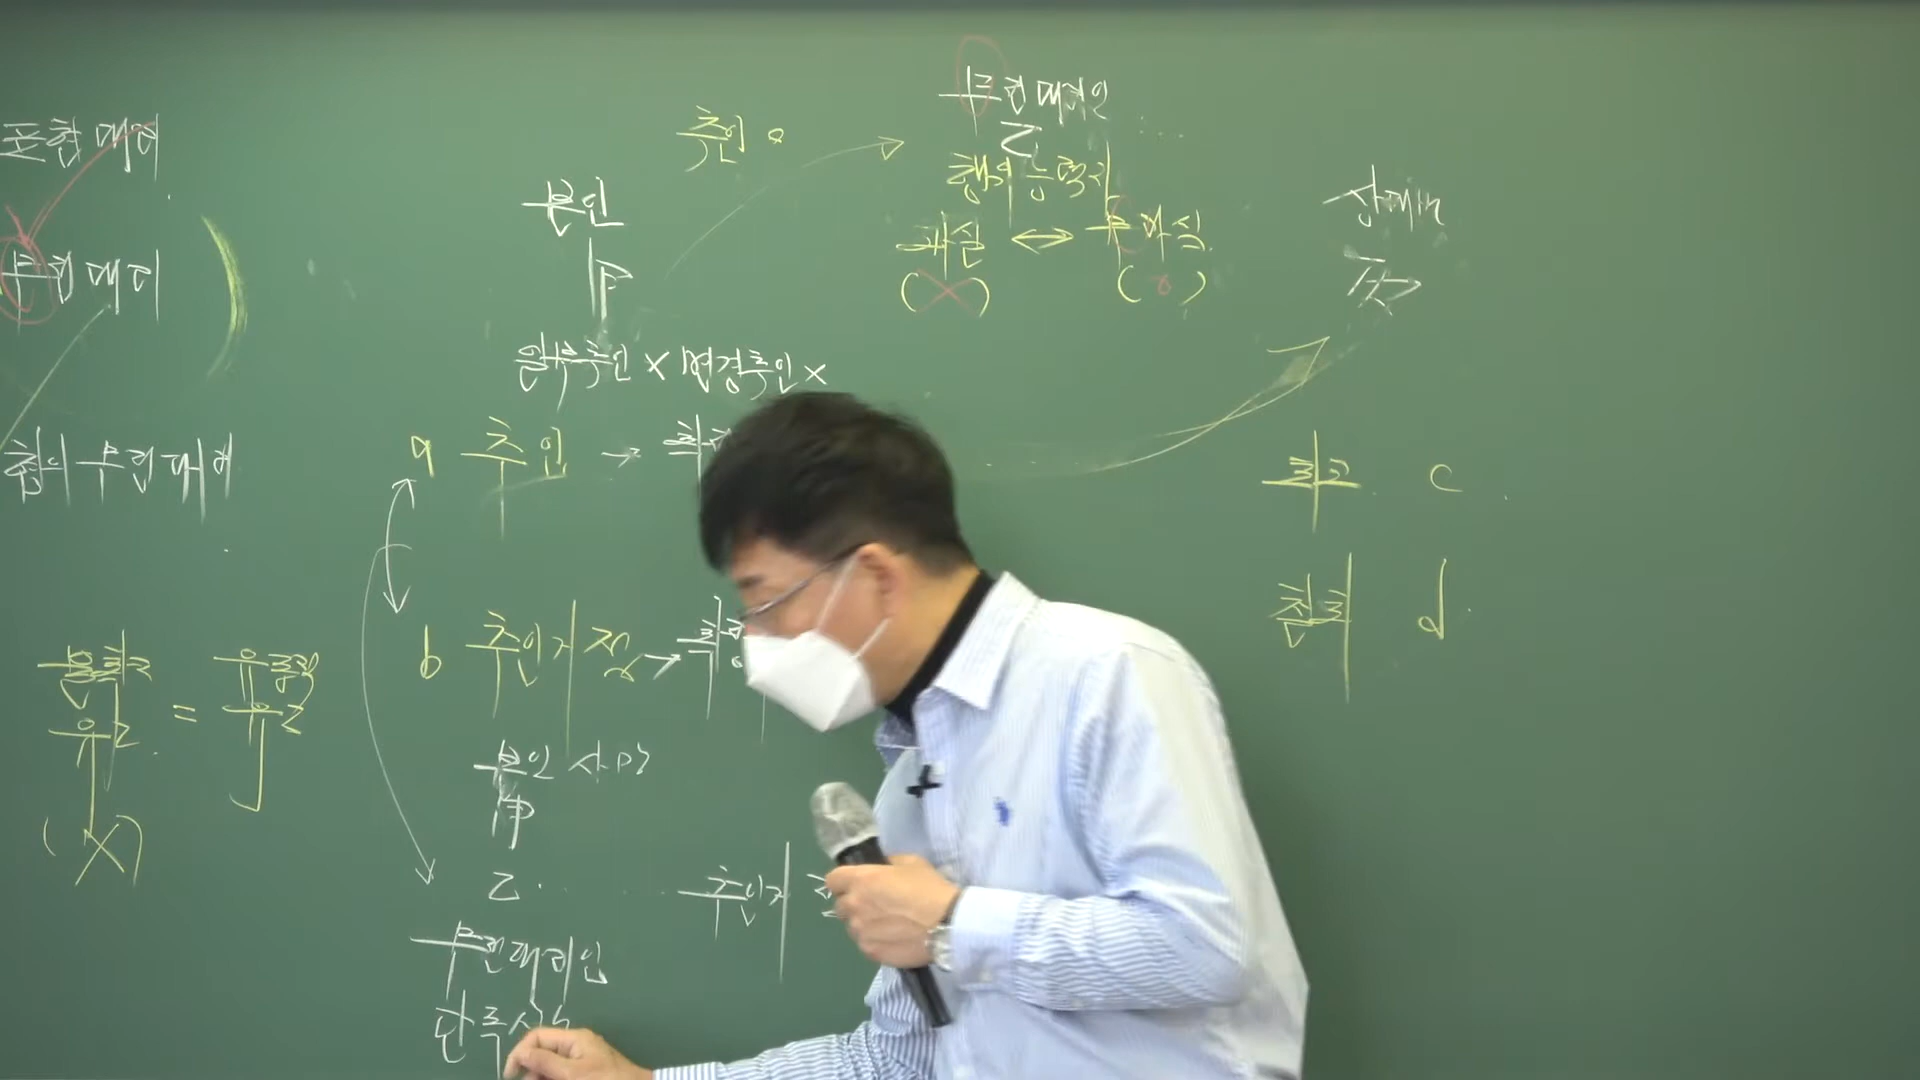 표현대리
무권대리
협의 무권대리
불확정
유효
(X)
=
유동적
유효
본인
甲
추인 o
무권대리인
乙
행위능력자
과실 ↔ 무과실
(X) (o)
상대방
丙
일부추인 X 변경추인 X
a 추인 →
b 추인거절 →
본인 사망
甲
乙
추인거절
무권대리인
단독상속
최고 c
철회 d